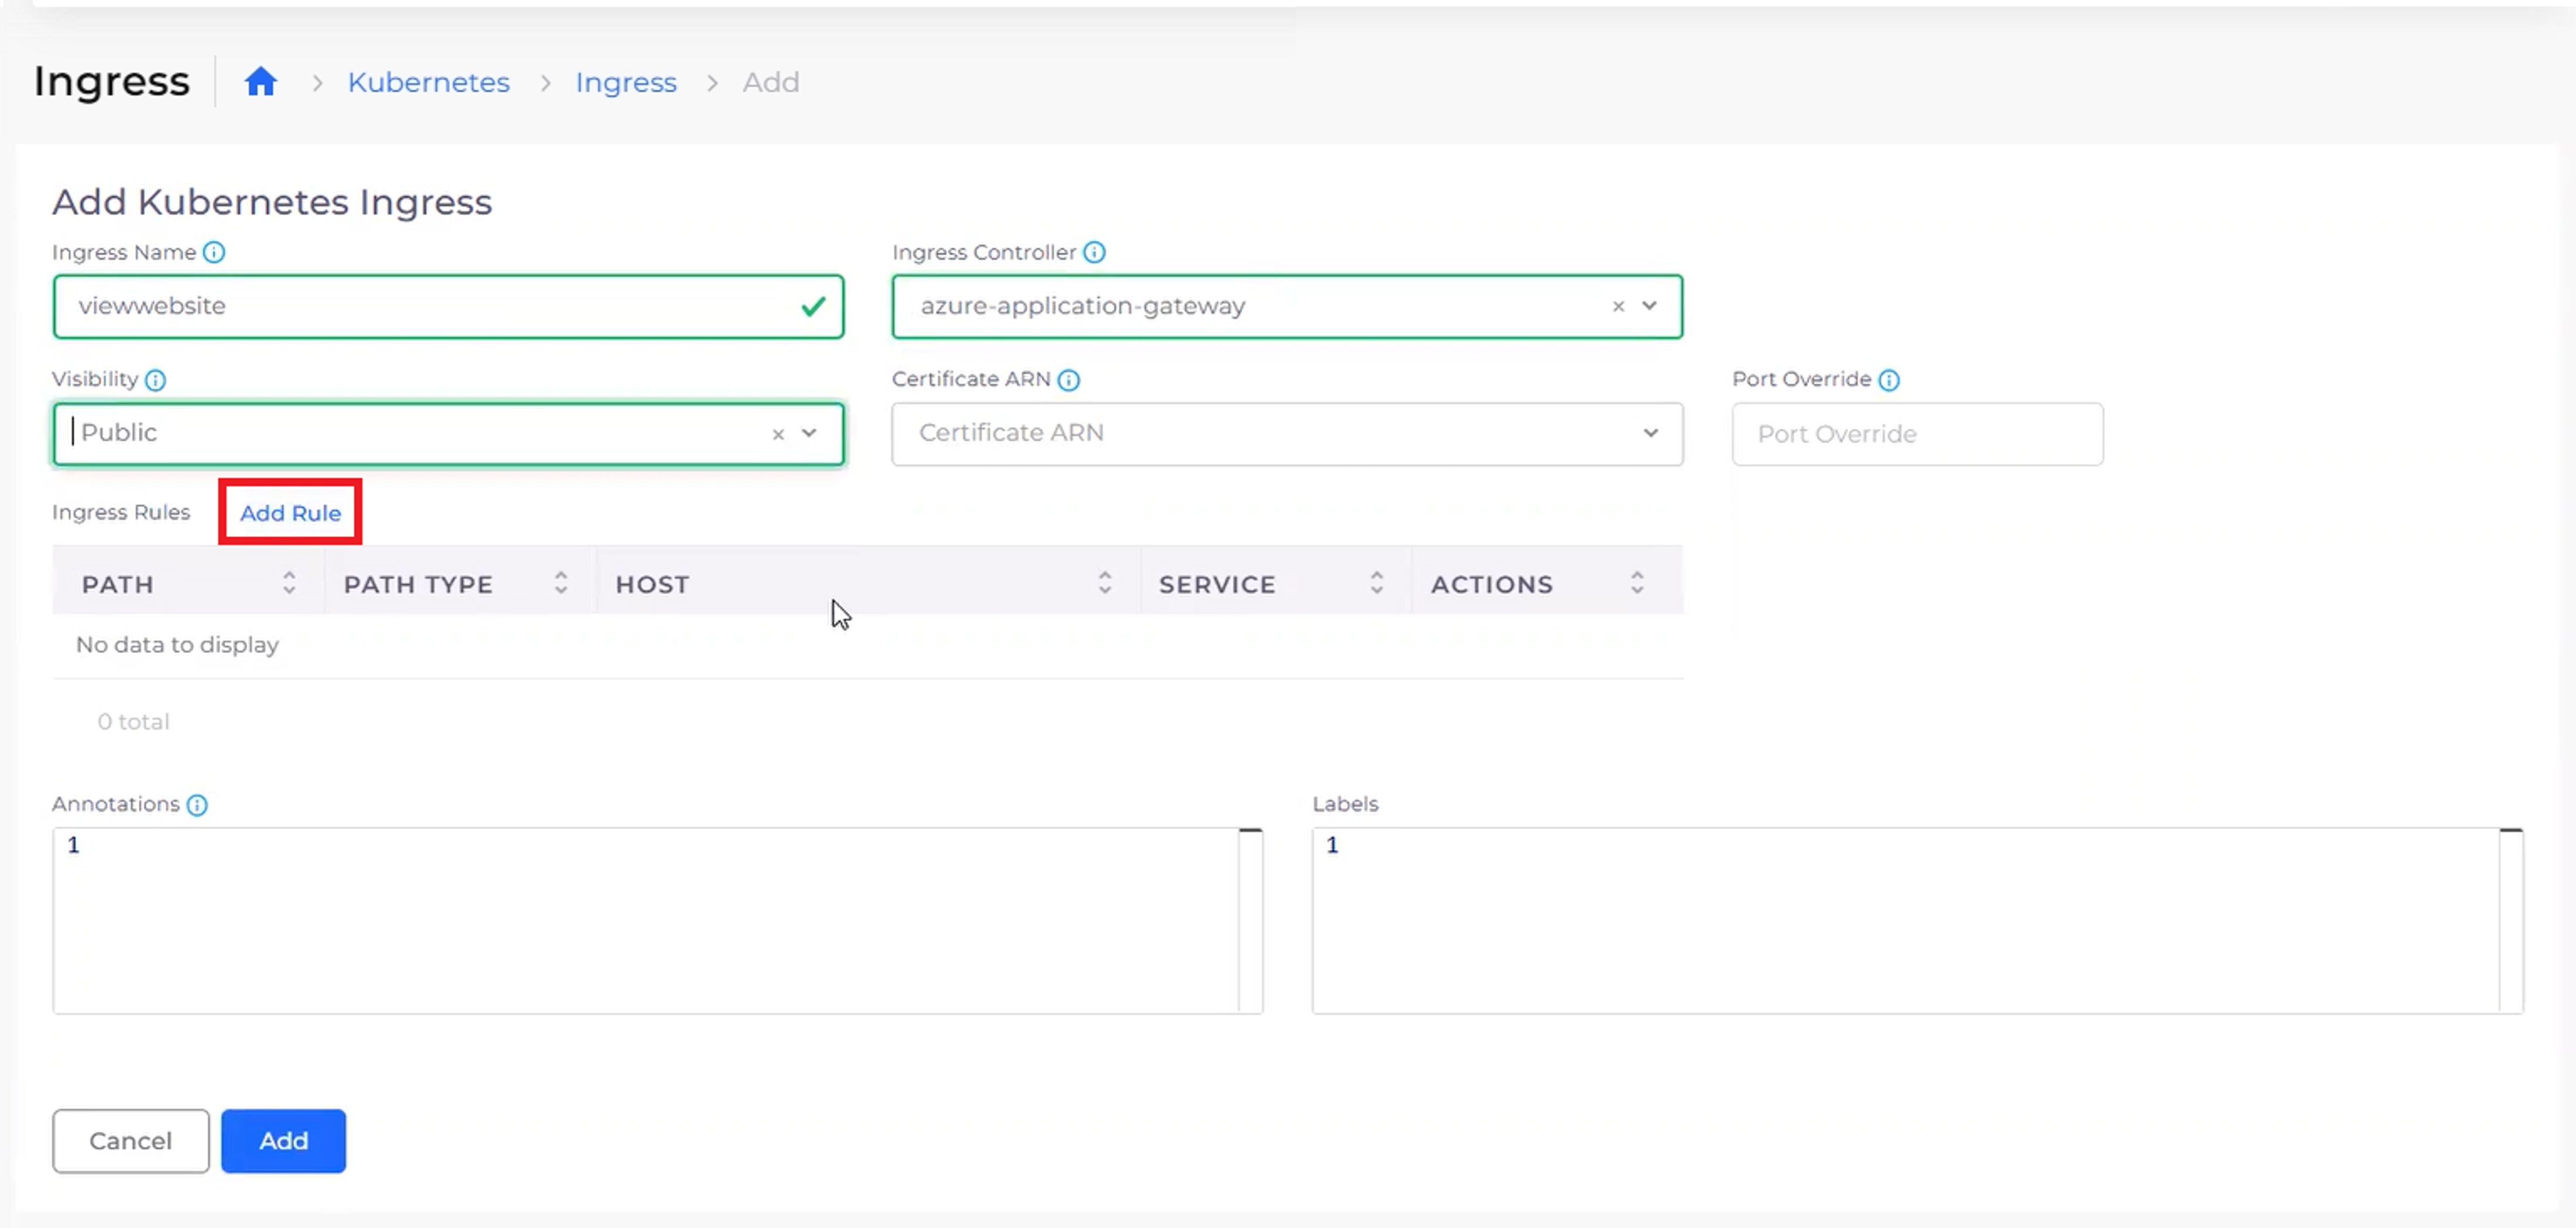 Ingress Kubernetes Ingress Add
Add Kubernetes Ingress
Ingress Name Ingress Controller
viewwebsite azure-application-gateway
Visibility Certificate ARN Port Override
Public Certificate ARN Port Override
Ingress Rules Add Rule
PATH PATH TYPE HOST SERVICE ACTIONS
No data to display
0 total
Annotations Labels
1 1
Cancel Add